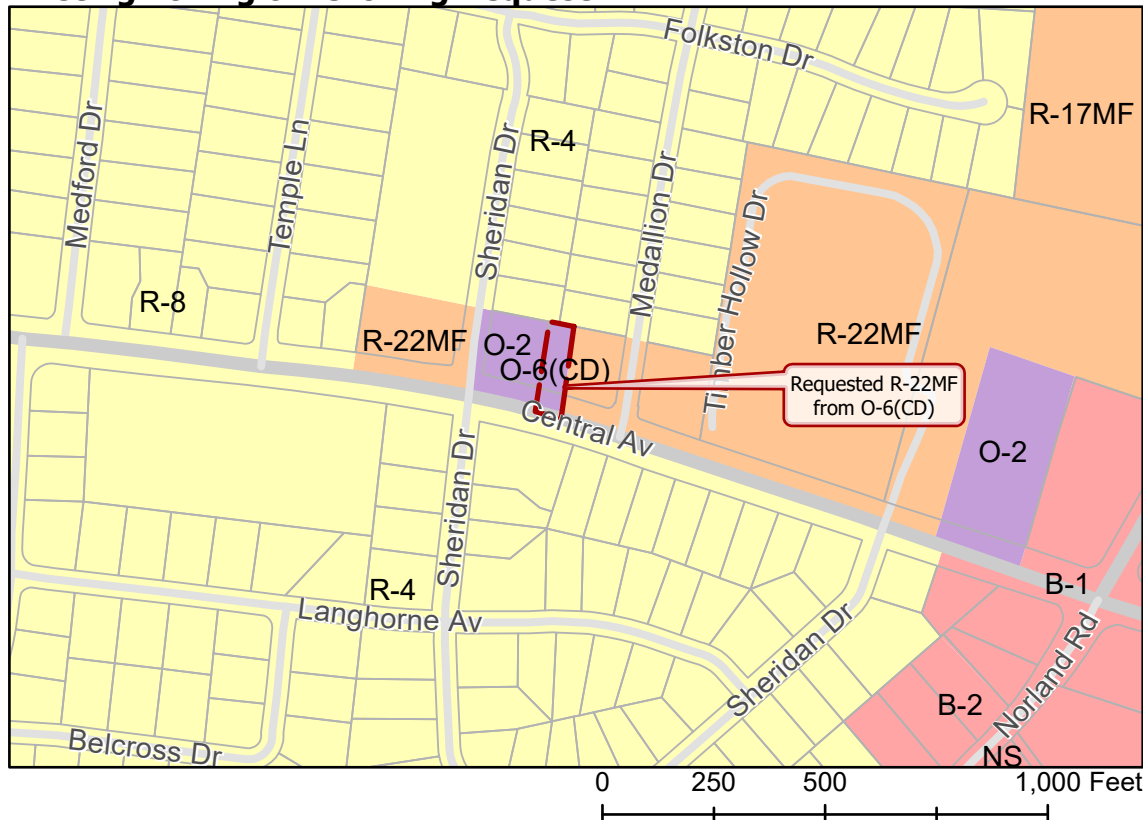 Folkston Dr
R-17MF
R-4
Medford Dr
Temple Ln
Sheridan Dr
Medallion Dr
Timber Hollow Dr
R-8
R-22MF
O-2
O-6(CD)
R-22MF
Requested R-22MF
from O-6(CD)
Central Av
O-2
Sheridan Dr
B-1
R-4
Langhorne Av
Sheridan Dr
Norland Rd
B-2
Belcross Dr
NS
0 250 500 1,000 Feet